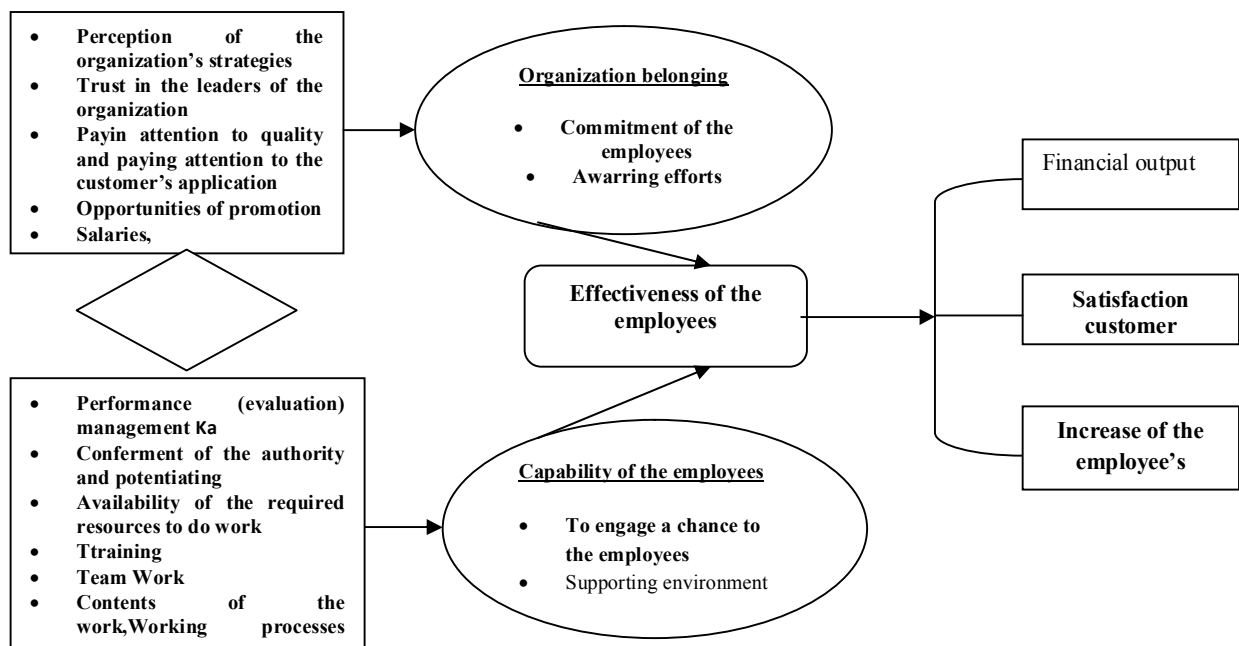 • Perception of the
organization's strategies
• Trust in the leaders of the
organization
• Payin attention to quality
and paying attention to the
customer's application
• Opportunities of promotion
• Salaries,
Organization belonging
• Commitment of the
employees
• Awarring efforts
Effectiveness of the
employees
Financial output
Satisfaction
customer
Increase of the
employee's
• Performance (evaluation)
management Ka
• Conferment of the authority
and potentiating
• Availability of the required
resources to do work
• Ttraining
• Team Work
• Contents of the
work,Working processes
Capability of the employees
• To engage a chance to
the employees
• Supporting environment